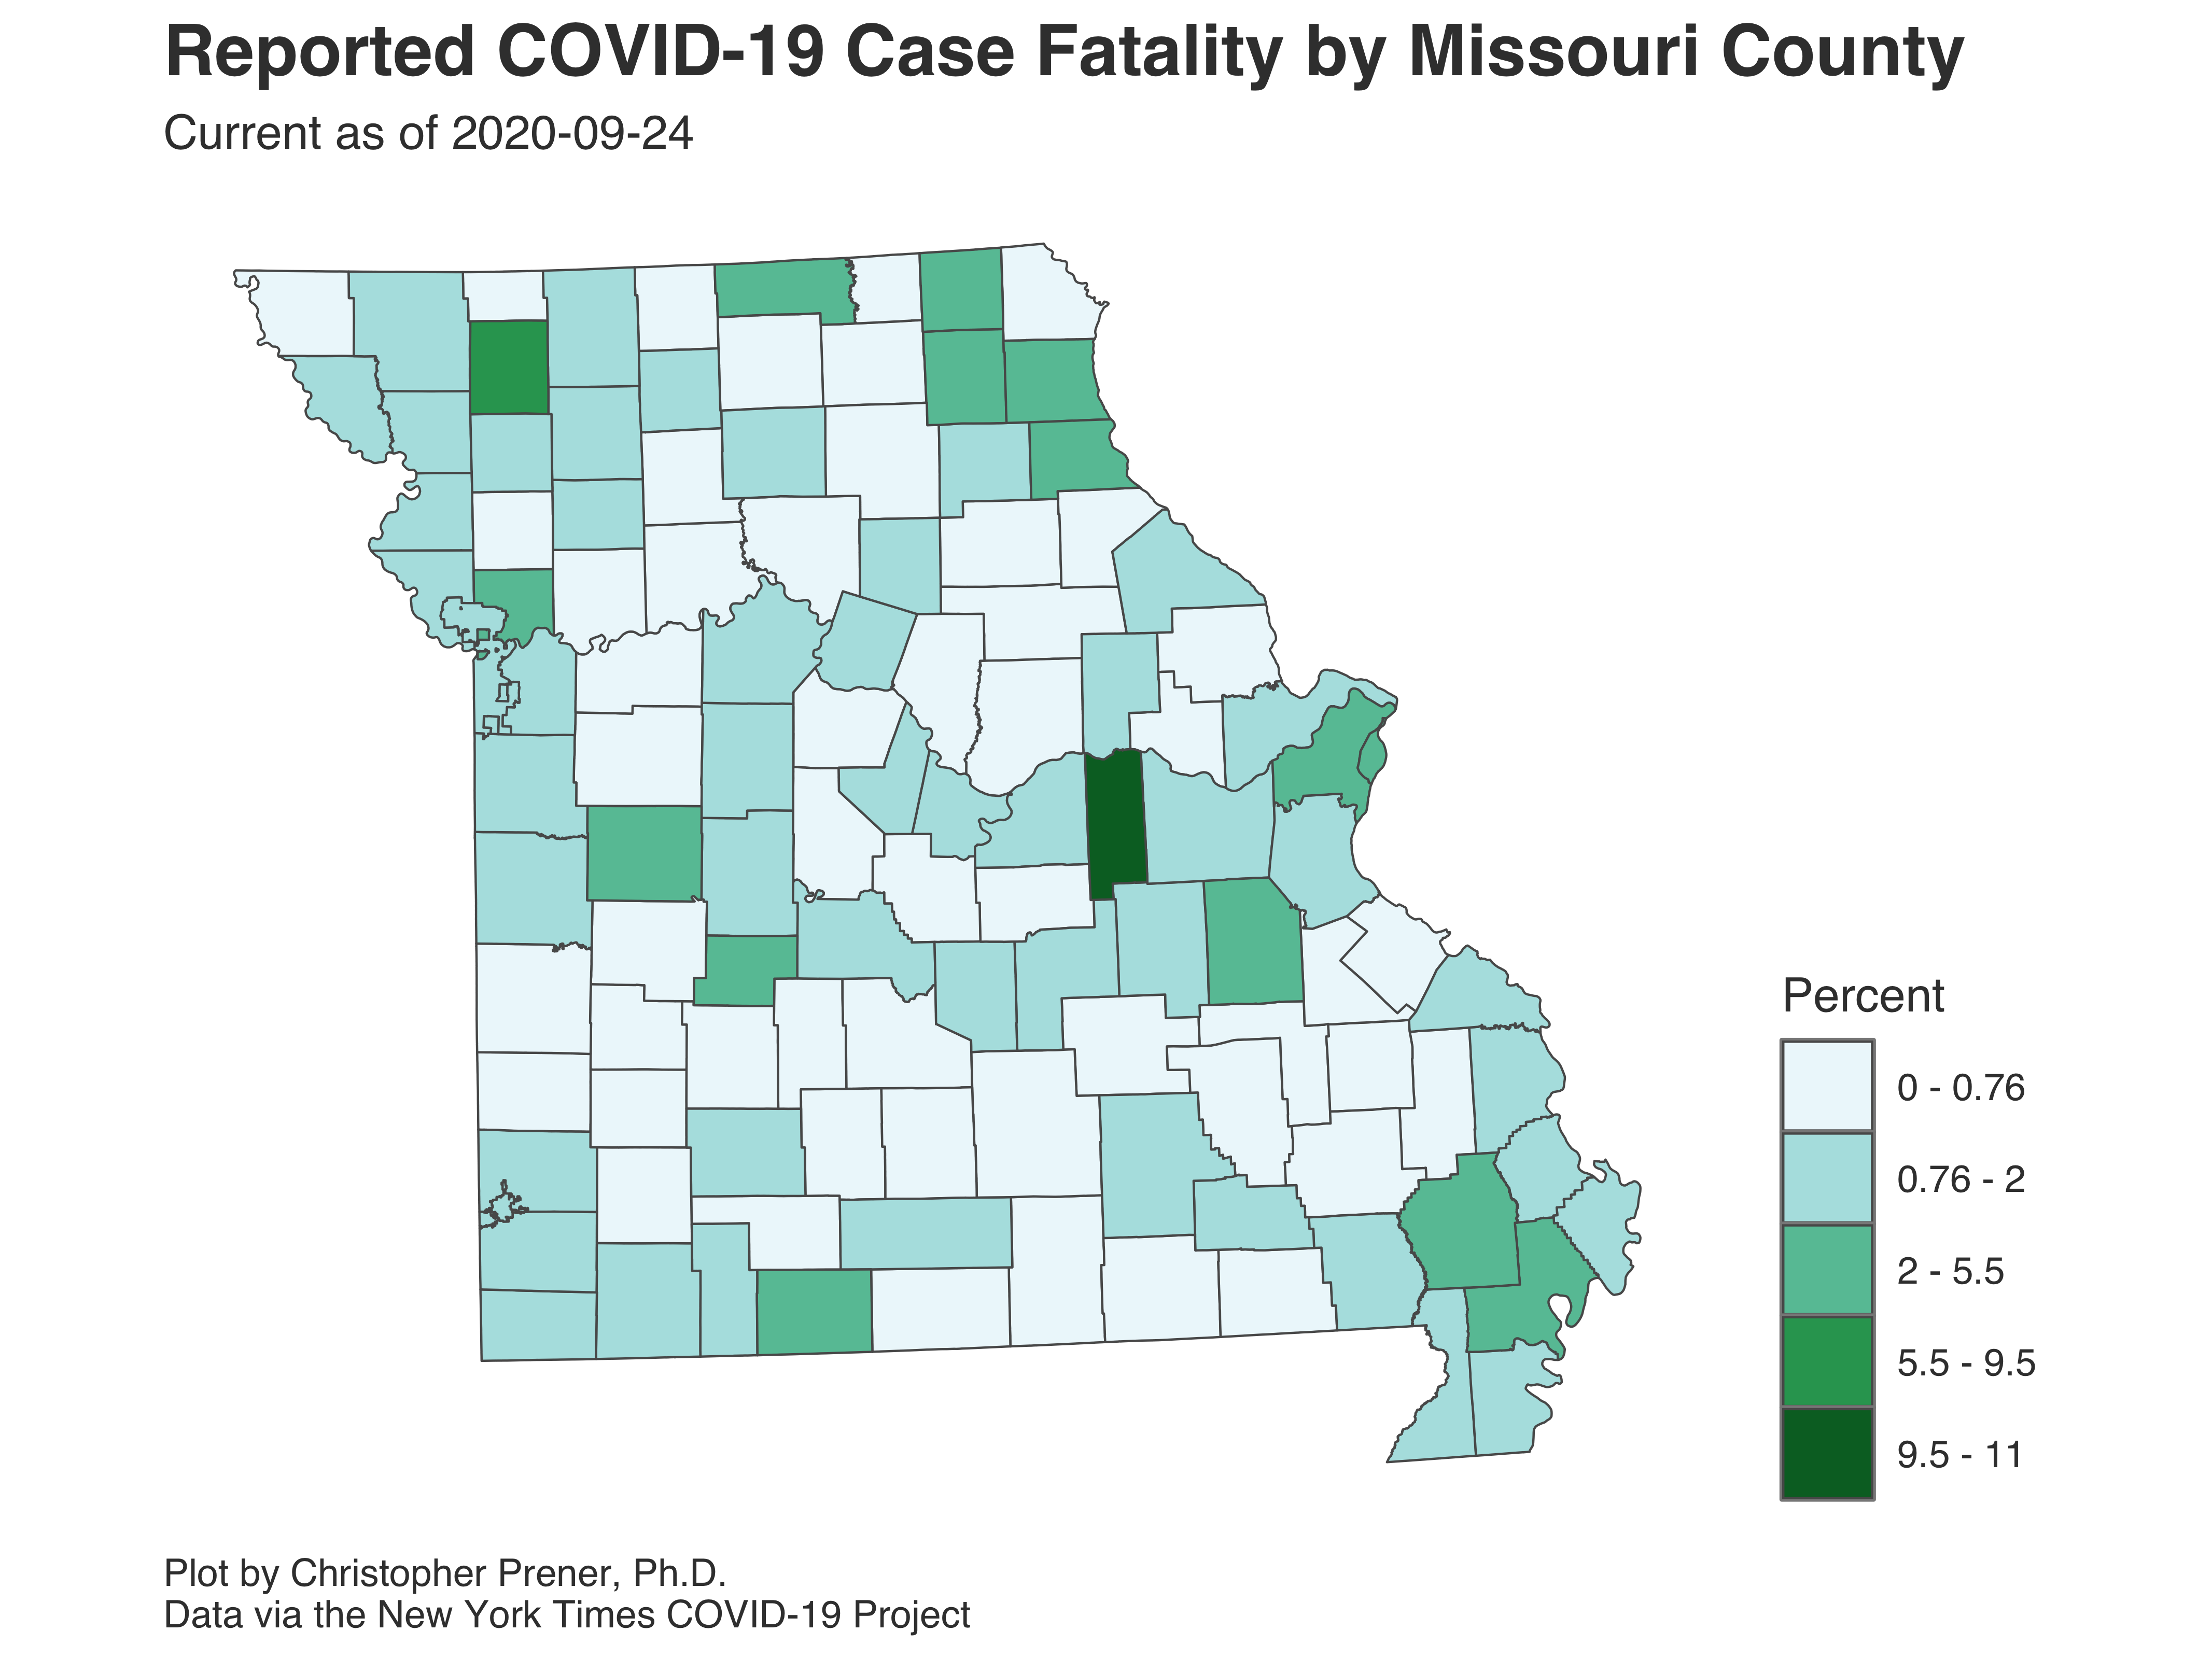 Reported COVID-19 Case Fatality by Missouri County
Current as of 2020-09-24
Percent
0 - 0.76
0.76 - 2
2 - 5.5
5.5 - 9.5
9.5 - 11
Plot by Christopher Prener, Ph.D.
Data via the New York Times COVID-19 Project